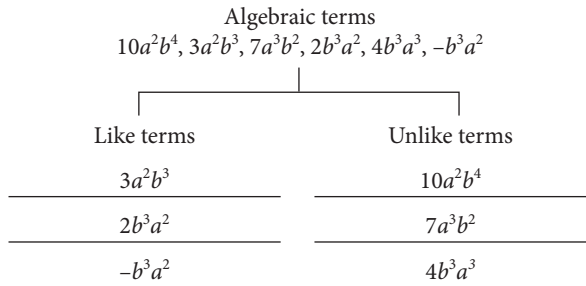 Algebraic terms
10a²b⁴, 3a²b³, 7a³b², 2b³a², 4b³a³, –b³a²
Like terms
Unlike terms
3a²b³
10a²b⁴
2b³a²
7a³b²
–b³a²
4b³a³